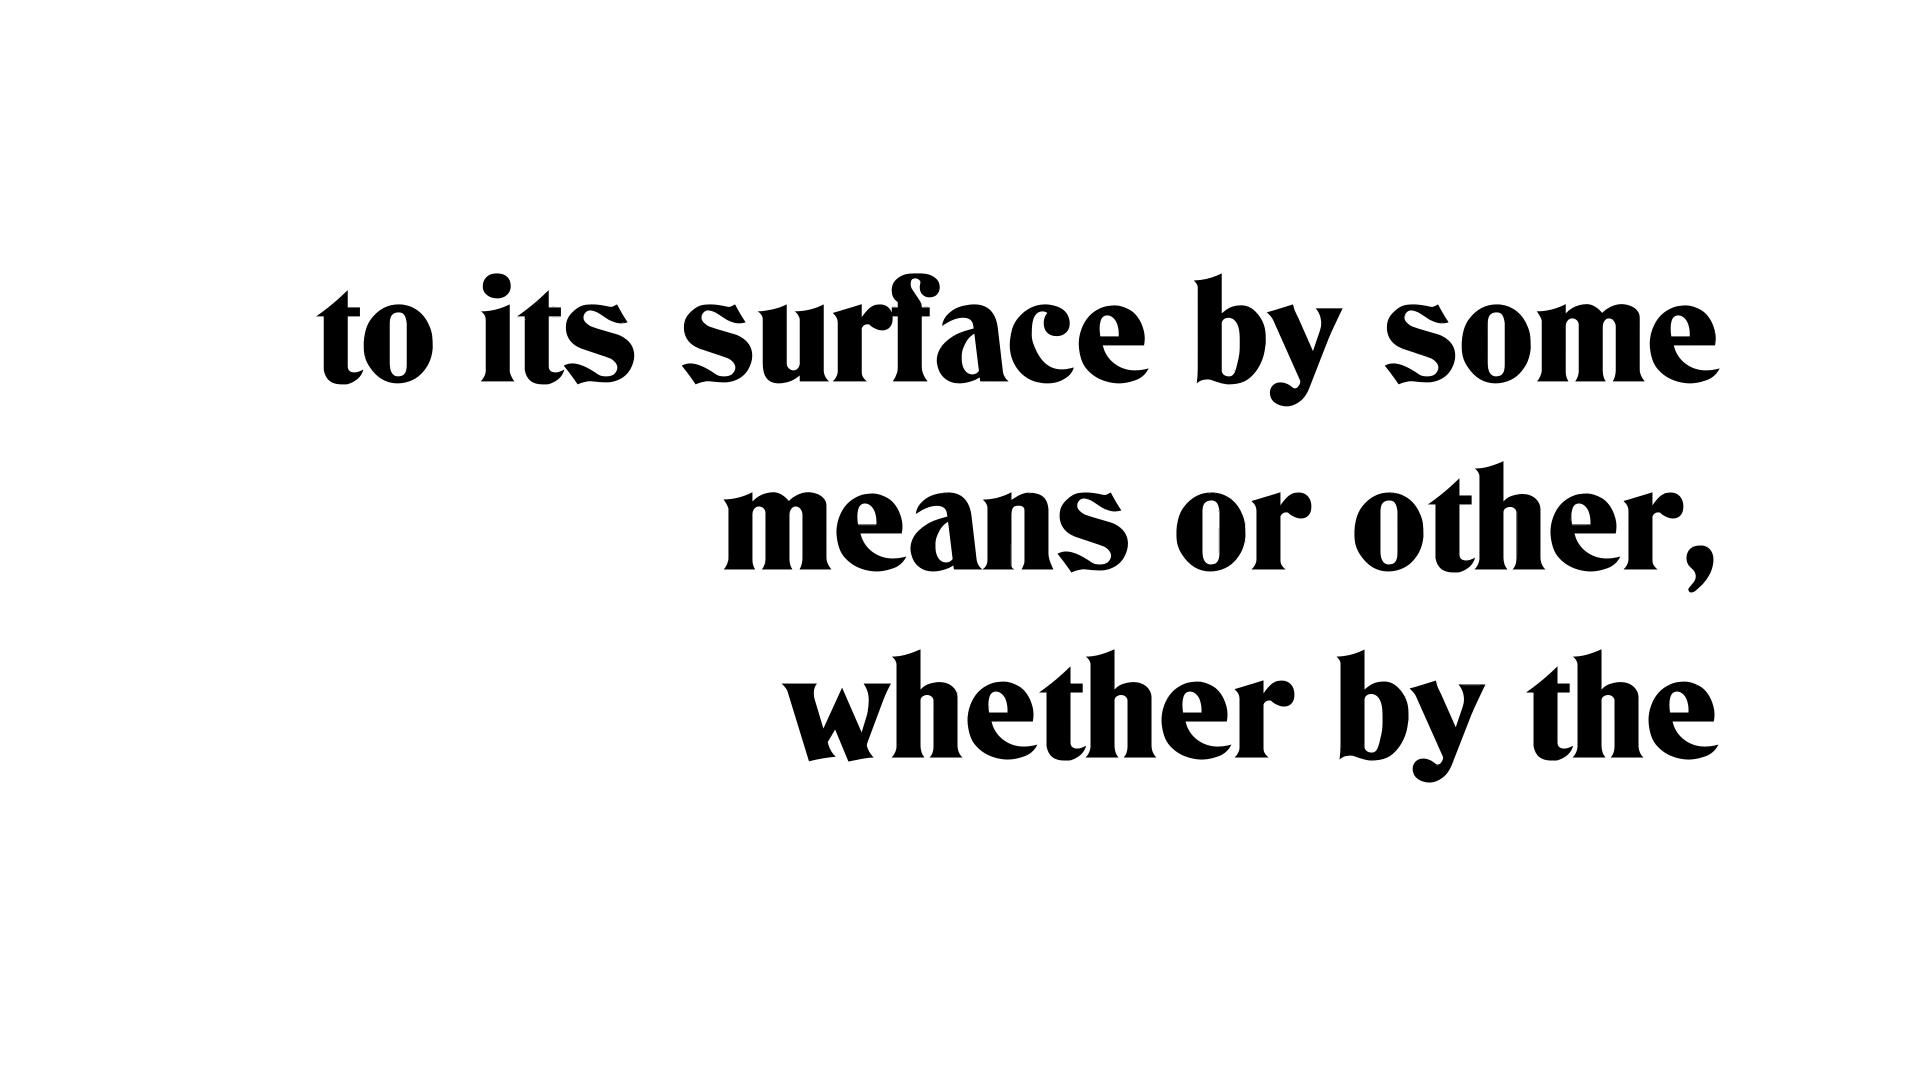 to its surface by some
means or other,
whether by the